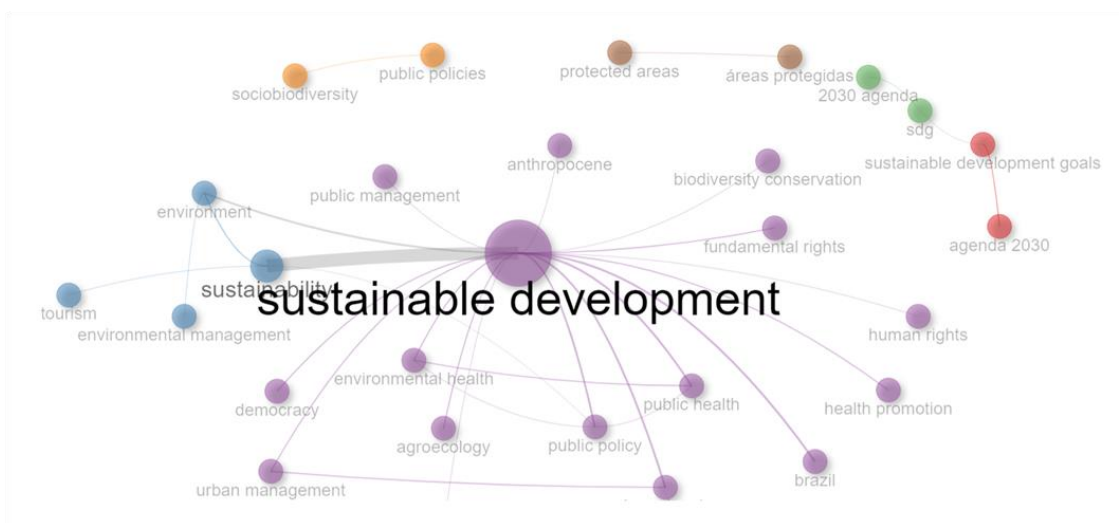 public policies
sociobiodiversity
protected areas
áreas protegidas
2030 agenda
sdg
sustainable development goals
anthropocene
biodiversity conservation
public management
environment
fundamental rights
agenda 2030
sustainability
sustainable development
tourism
environmental management
human rights
environmental health
public health
health promotion
democracy
agroecology
public policy
brazil
urban management